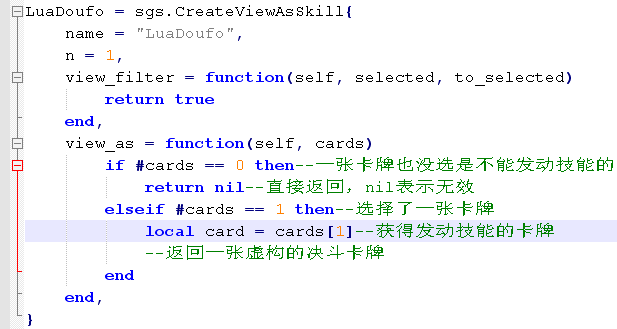 LuaDoufo = sgs.CreateViewAsSkill{
name = "LuaDoufo",
n = 1,
view_filter = function(self, selected, to_selected)
return true
end,
view_as = function(self, cards)
if #cards == 0 then--一张卡牌也没选是不能发动技能的
return nil--直接返回，nil表示无效
elseif #cards == 1 then--选择了一张卡牌
local card = cards[1]--获得发动技能的卡牌
--返回一张虚构的决斗卡牌
end
end,
}